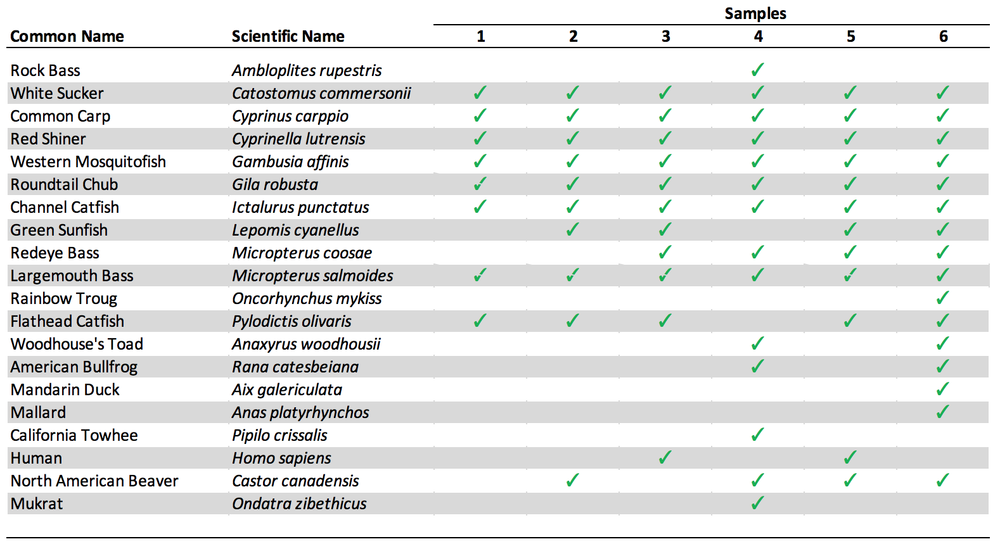 Samples
Common Name Scientific Name 1 2 3 4 5 6
Rock Bass Ambloplites rupestris ✓
White Sucker Catostomus commersonii ✓ ✓ ✓ ✓ ✓ ✓
Common Carp Cyprinus carppio ✓ ✓ ✓ ✓ ✓ ✓
Red Shiner Cyprinella lutrensis ✓ ✓ ✓ ✓ ✓ ✓
Western Mosquitofish Gambusia affinis ✓ ✓ ✓ ✓ ✓ ✓
Roundtail Chub Gila robusta ✓ ✓ ✓ ✓ ✓ ✓
Channel Catfish Ictalurus punctatus ✓ ✓ ✓ ✓ ✓ ✓
Green Sunfish Lepomis cyanellus ✓ ✓ ✓ ✓
Redeye Bass Micropterus coosae ✓ ✓ ✓ ✓
Largemouth Bass Micropterus salmoides ✓ ✓ ✓ ✓ ✓ ✓
Rainbow Troug Oncorhynchus mykiss ✓
Flathead Catfish Pylodictis olivaris ✓ ✓ ✓ ✓ ✓
Woodhouse's Toad Anaxyrus woodhousii ✓ ✓
American Bullfrog Rana catesbeiana ✓ ✓
Mandarin Duck Aix galericulata ✓
Mallard Anas platyrhynchos ✓
California Towhee Pipilo crissalis ✓
Human Homo sapiens ✓ ✓
North American Beaver Castor canadensis ✓ ✓ ✓ ✓
Mukrat Ondatra zibethicus ✓